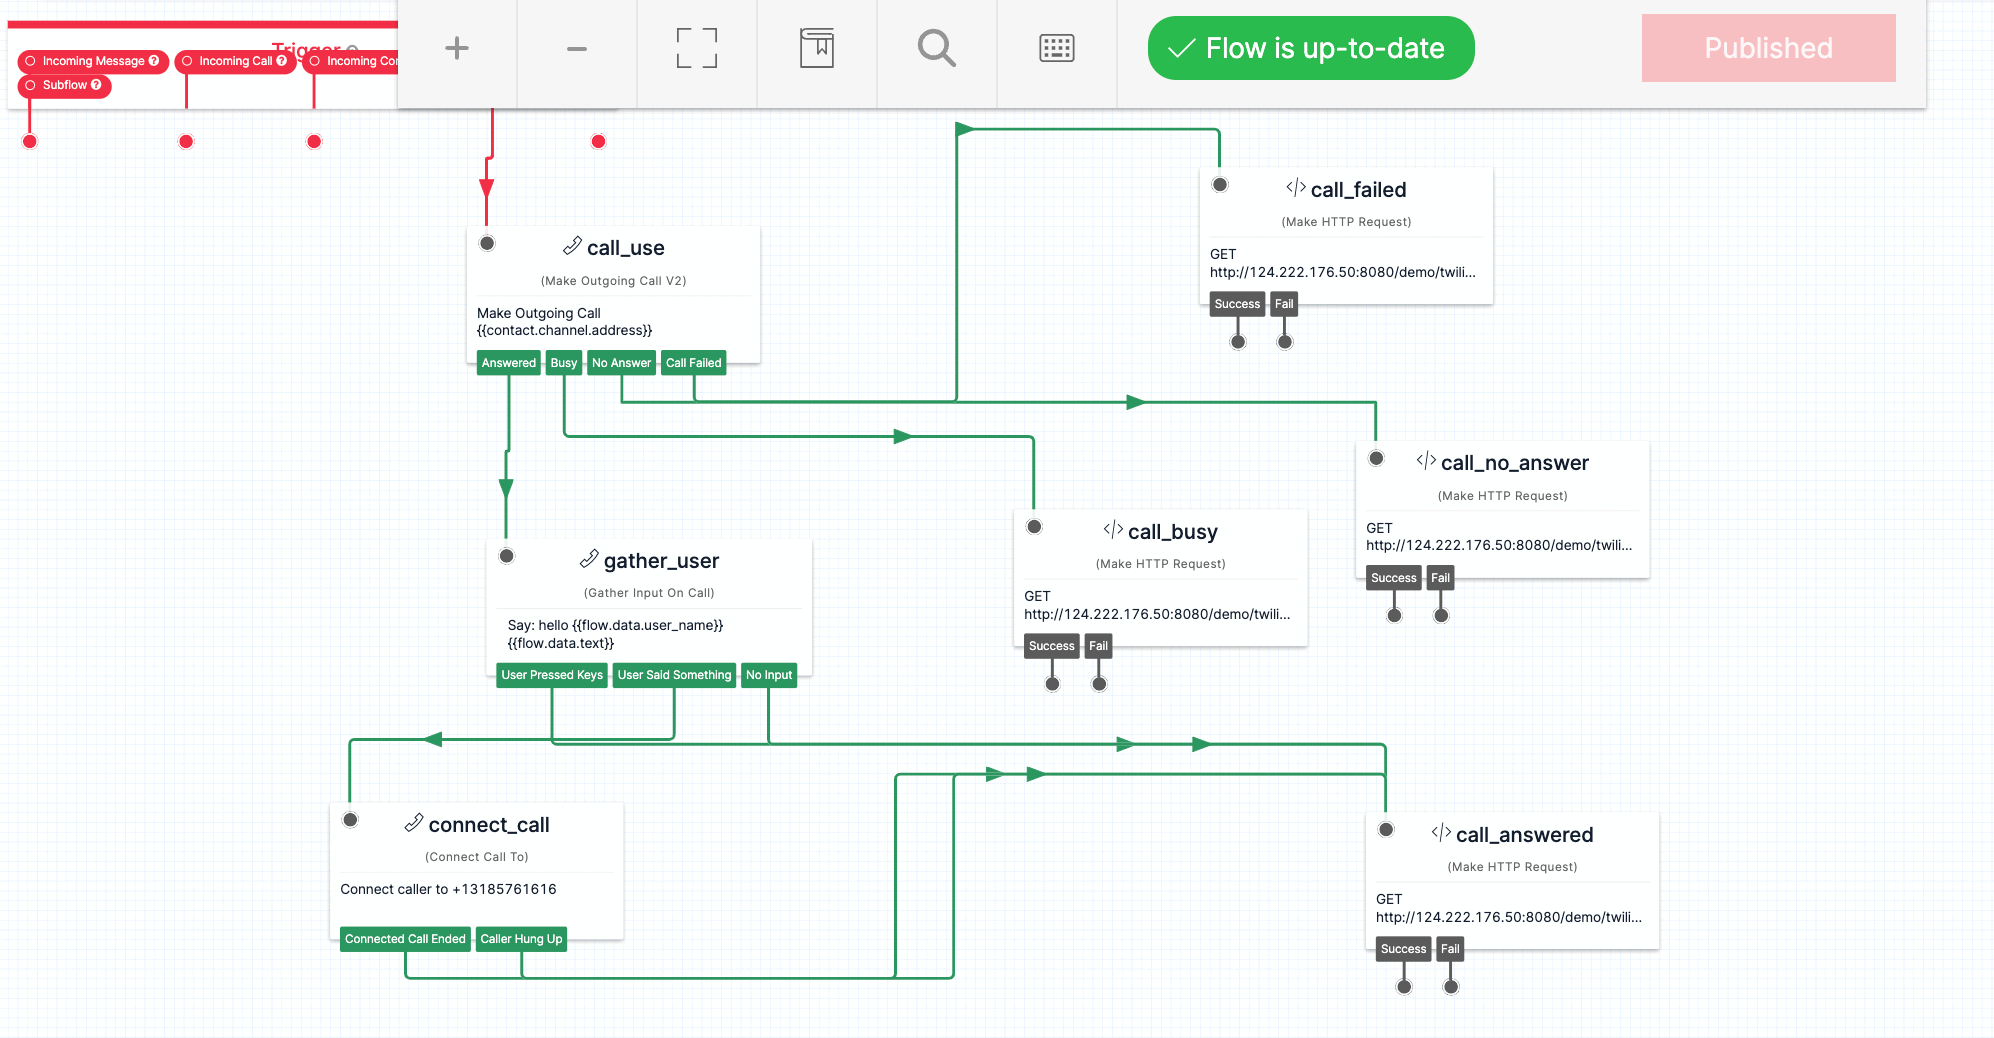 Trigger
Incoming Message ?
Incoming Call ?
Incoming Con
Subflow ?
Flow is up-to-date
Published
call_failed
(Make HTTP Request)
GET
http://124.222.176.50:8080/demo/twili...
Success Fail
call_use
(Make Outgoing Call V2)
Make Outgoing Call
{{contact.channel.address}}
Answered Busy No Answer Call Failed
call_no_answer
(Make HTTP Request)
GET
http://124.222.176.50:8080/demo/twili...
Success Fail
call_busy
(Make HTTP Request)
GET
http://124.222.176.50:8080/demo/twili...
Success Fail
gather_user
(Gather Input On Call)
Say: hello {{flow.data.user_name}}
{{flow.data.text}}
User Pressed Keys User Said Something No Input
connect_call
(Connect Call To)
Connect caller to +13185761616
Connected Call Ended Caller Hung Up
call_answered
(Make HTTP Request)
GET
http://124.222.176.50:8080/demo/twili...
Success Fail